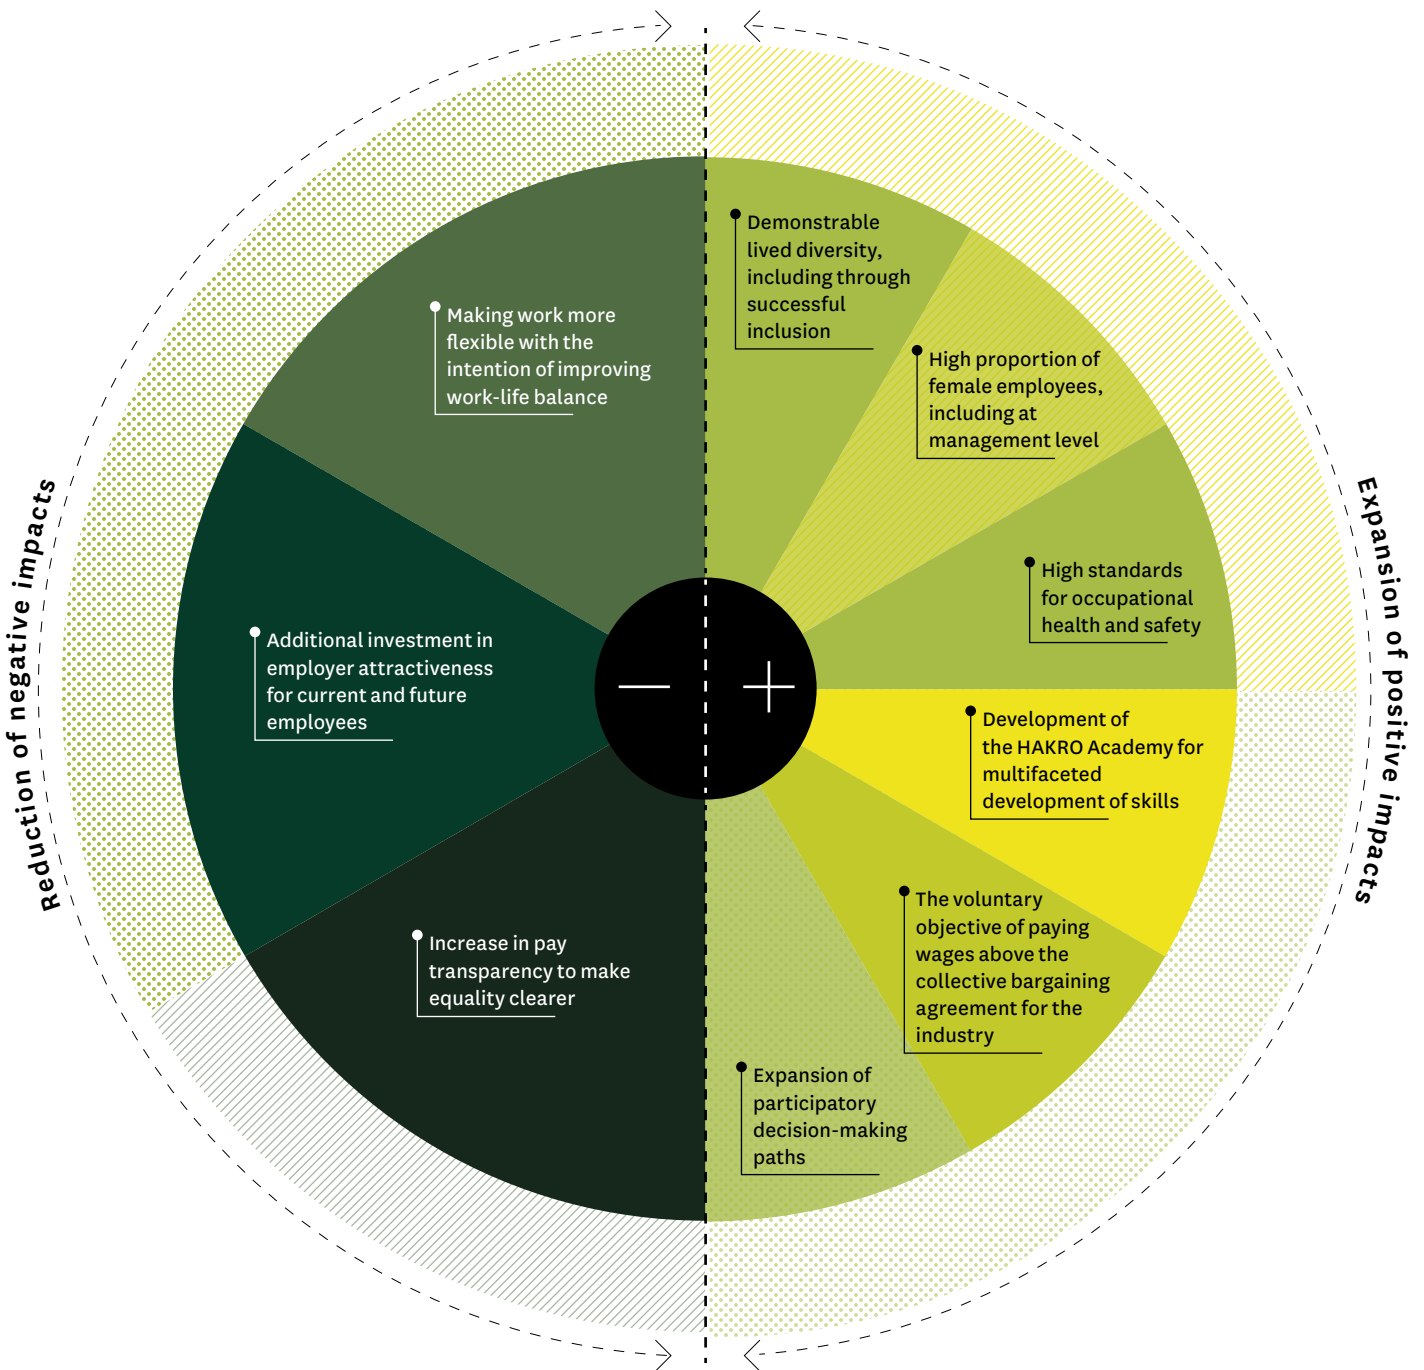 Reduction of negative impacts
Making work more
flexible with the
intention of improving
work-life balance
Additional investment in
employer attractiveness
for current and future
employees
Increase in pay
transparency to make
equality clearer
Demonstrable
lived diversity,
including through
successful
inclusion
High proportion of
female employees,
including at
management level
High standards
for occupational
health and safety
Development of
the HAKRO Academy for
multifaceted
development of skills
The voluntary
objective of paying
wages above the
collective bargaining
agreement for the
industry
Expansion of
participatory
decision-making
paths
Expansion of positive impacts